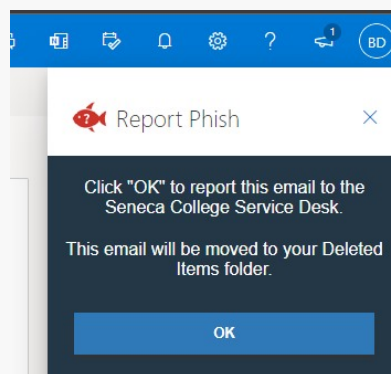 1
BD
Report Phish
Click "OK" to report this email to the
Seneca College Service Desk.
This email will be moved to your Deleted
Items folder.
OK